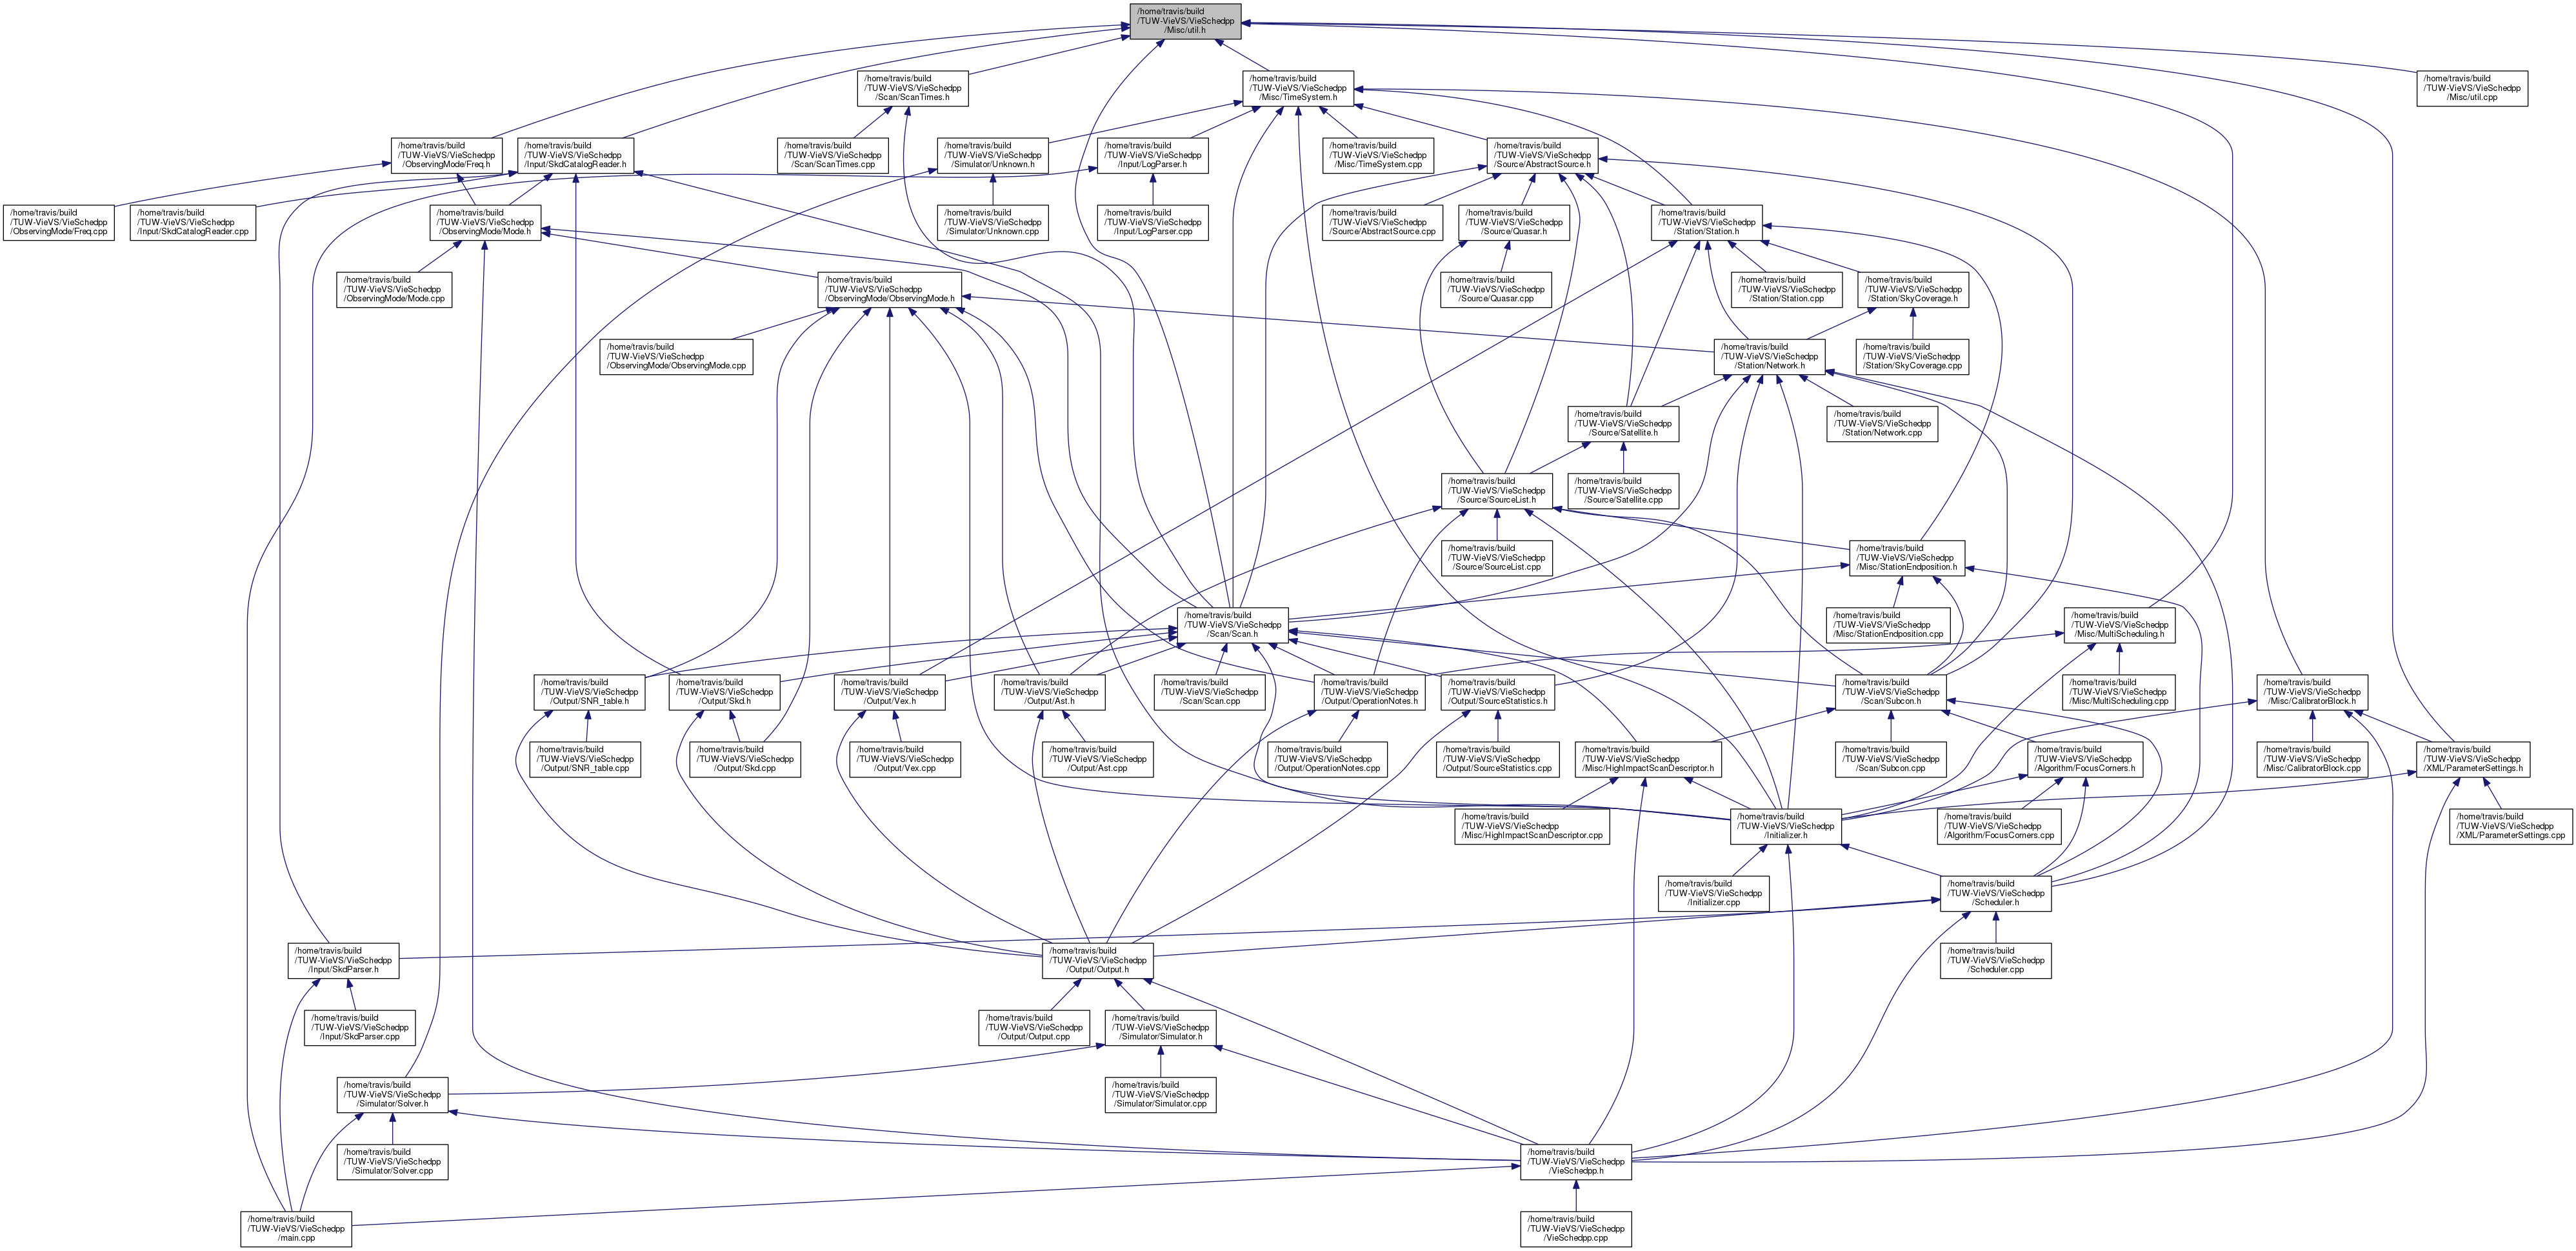 /home/travis/build
/TUW-VieVS/VieSchedpp
/Misc/util.h
/home/travis/build
/TUW-VieVS/VieSchedpp
/Scan/ScanTimes.h
/home/travis/build
/TUW-VieVS/VieSchedpp
/Misc/TimeSystem.h
/home/travis/build
/TUW-VieVS/VieSchedpp
/Misc/util.cpp
/home/travis/build
/TUW-VieVS/VieSchedpp
/ObservingMode/Freq.h
/home/travis/build
/TUW-VieVS/VieSchedpp
/Input/SkdCatalogReader.h
/home/travis/build
/TUW-VieVS/VieSchedpp
/Scan/ScanTimes.cpp
/home/travis/build
/TUW-VieVS/VieSchedpp
/Simulator/Unknown.h
/home/travis/build
/TUW-VieVS/VieSchedpp
/Input/LogParser.h
/home/travis/build
/TUW-VieVS/VieSchedpp
/Misc/TimeSystem.cpp
/home/travis/build
/TUW-VieVS/VieSchedpp
/Source/AbstractSource.h
/home/travis/build
/TUW-VieVS/VieSchedpp
/ObservingMode/Freq.cpp
/home/travis/build
/TUW-VieVS/VieSchedpp
/Input/SkdCatalogReader.cpp
/home/travis/build
/TUW-VieVS/VieSchedpp
/ObservingMode/Mode.h
/home/travis/build
/TUW-VieVS/VieSchedpp
/Simulator/Unknown.cpp
/home/travis/build
/TUW-VieVS/VieSchedpp
/Input/LogParser.cpp
/home/travis/build
/TUW-VieVS/VieSchedpp
/Source/AbstractSource.cpp
/home/travis/build
/TUW-VieVS/VieSchedpp
/Source/Quasar.h
/home/travis/build
/TUW-VieVS/VieSchedpp
/Station/Station.h
/home/travis/build
/TUW-VieVS/VieSchedpp
/ObservingMode/Mode.cpp
/home/travis/build
/TUW-VieVS/VieSchedpp
/ObservingMode/ObservingMode.h
/home/travis/build
/TUW-VieVS/VieSchedpp
/Source/Quasar.cpp
/home/travis/build
/TUW-VieVS/VieSchedpp
/Station/Station.cpp
/home/travis/build
/TUW-VieVS/VieSchedpp
/Station/SkyCoverage.h
/home/travis/build
/TUW-VieVS/VieSchedpp
/ObservingMode/ObservingMode.cpp
/home/travis/build
/TUW-VieVS/VieSchedpp
/Station/Network.h
/home/travis/build
/TUW-VieVS/VieSchedpp
/Station/SkyCoverage.cpp
/home/travis/build
/TUW-VieVS/VieSchedpp
/Source/Satellite.h
/home/travis/build
/TUW-VieVS/VieSchedpp
/Station/Network.cpp
/home/travis/build
/TUW-VieVS/VieSchedpp
/Source/SourceList.h
/home/travis/build
/TUW-VieVS/VieSchedpp
/Source/Satellite.cpp
/home/travis/build
/TUW-VieVS/VieSchedpp
/Source/SourceList.cpp
/home/travis/build
/TUW-VieVS/VieSchedpp
/Misc/StationEndposition.h
/home/travis/build
/TUW-VieVS/VieSchedpp
/Scan/Scan.h
/home/travis/build
/TUW-VieVS/VieSchedpp
/Misc/StationEndposition.cpp
/home/travis/build
/TUW-VieVS/VieSchedpp
/Misc/MultiScheduling.h
/home/travis/build
/TUW-VieVS/VieSchedpp
/Output/SNR_table.h
/home/travis/build
/TUW-VieVS/VieSchedpp
/Output/Skd.h
/home/travis/build
/TUW-VieVS/VieSchedpp
/Output/Vex.h
/home/travis/build
/TUW-VieVS/VieSchedpp
/Output/Ast.h
/home/travis/build
/TUW-VieVS/VieSchedpp
/Scan/Scan.cpp
/home/travis/build
/TUW-VieVS/VieSchedpp
/Output/OperationNotes.h
/home/travis/build
/TUW-VieVS/VieSchedpp
/Output/SourceStatistics.h
/home/travis/build
/TUW-VieVS/VieSchedpp
/Scan/Subcon.h
/home/travis/build
/TUW-VieVS/VieSchedpp
/Misc/MultiScheduling.cpp
/home/travis/build
/TUW-VieVS/VieSchedpp
/Misc/CalibratorBlock.h
/home/travis/build
/TUW-VieVS/VieSchedpp
/Output/SNR_table.cpp
/home/travis/build
/TUW-VieVS/VieSchedpp
/Output/Skd.cpp
/home/travis/build
/TUW-VieVS/VieSchedpp
/Output/Vex.cpp
/home/travis/build
/TUW-VieVS/VieSchedpp
/Output/Ast.cpp
/home/travis/build
/TUW-VieVS/VieSchedpp
/Output/OperationNotes.cpp
/home/travis/build
/TUW-VieVS/VieSchedpp
/Output/SourceStatistics.cpp
/home/travis/build
/TUW-VieVS/VieSchedpp
/Misc/HighImpactScanDescriptor.h
/home/travis/build
/TUW-VieVS/VieSchedpp
/Scan/Subcon.cpp
/home/travis/build
/TUW-VieVS/VieSchedpp
/Algorithm/FocusCorners.h
/home/travis/build
/TUW-VieVS/VieSchedpp
/Misc/CalibratorBlock.cpp
/home/travis/build
/TUW-VieVS/VieSchedpp
/XML/ParameterSettings.h
/home/travis/build
/TUW-VieVS/VieSchedpp
/Misc/HighImpactScanDescriptor.cpp
/home/travis/build
/TUW-VieVS/VieSchedpp
/Initializer.h
/home/travis/build
/TUW-VieVS/VieSchedpp
/Algorithm/FocusCorners.cpp
/home/travis/build
/TUW-VieVS/VieSchedpp
/XML/ParameterSettings.cpp
/home/travis/build
/TUW-VieVS/VieSchedpp
/Initializer.cpp
/home/travis/build
/TUW-VieVS/VieSchedpp
/Scheduler.h
/home/travis/build
/TUW-VieVS/VieSchedpp
/Input/SkdParser.h
/home/travis/build
/TUW-VieVS/VieSchedpp
/Output/Output.h
/home/travis/build
/TUW-VieVS/VieSchedpp
/Scheduler.cpp
/home/travis/build
/TUW-VieVS/VieSchedpp
/Input/SkdParser.cpp
/home/travis/build
/TUW-VieVS/VieSchedpp
/Output/Output.cpp
/home/travis/build
/TUW-VieVS/VieSchedpp
/Simulator/Simulator.h
/home/travis/build
/TUW-VieVS/VieSchedpp
/Simulator/Solver.h
/home/travis/build
/TUW-VieVS/VieSchedpp
/Simulator/Simulator.cpp
/home/travis/build
/TUW-VieVS/VieSchedpp
/Simulator/Solver.cpp
/home/travis/build
/TUW-VieVS/VieSchedpp
/VieSchedpp.h
/home/travis/build
/TUW-VieVS/VieSchedpp
/main.cpp
/home/travis/build
/TUW-VieVS/VieSchedpp
/VieSchedpp.cpp